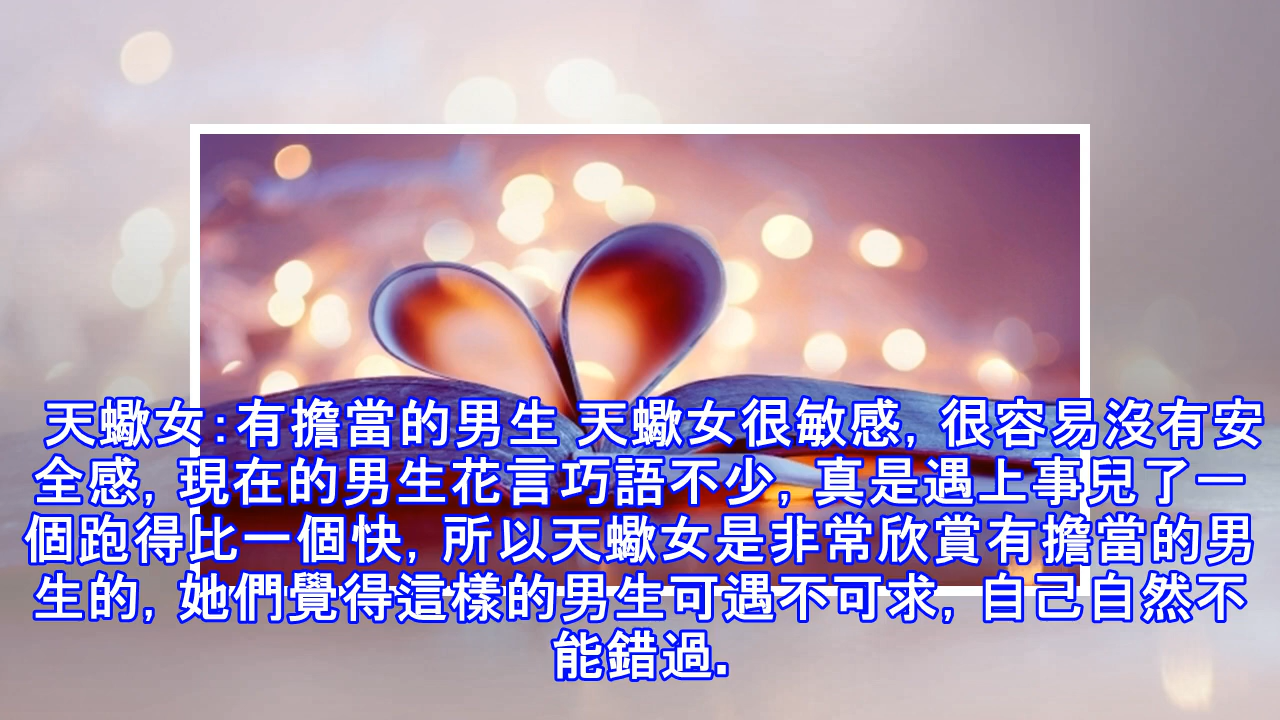 天蠍女:有擔當的男生 天蠍女很敏感, 很容易沒有安
全感, 現在的男生花言巧語不少, 真是遇上事兒了一
個跑得比一個快, 所以天蠍女是非常欣賞有擔當的男
生的, 她們覺得這樣的男生可遇不可求, 自己自然不
能錯過.